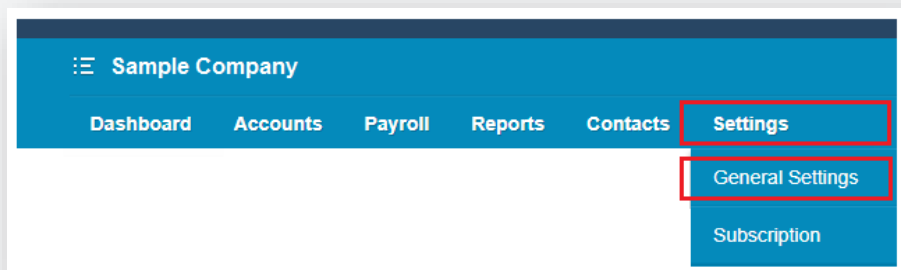 Sample Company
Dashboard Accounts Payroll Reports Contacts Settings
General Settings
Subscription